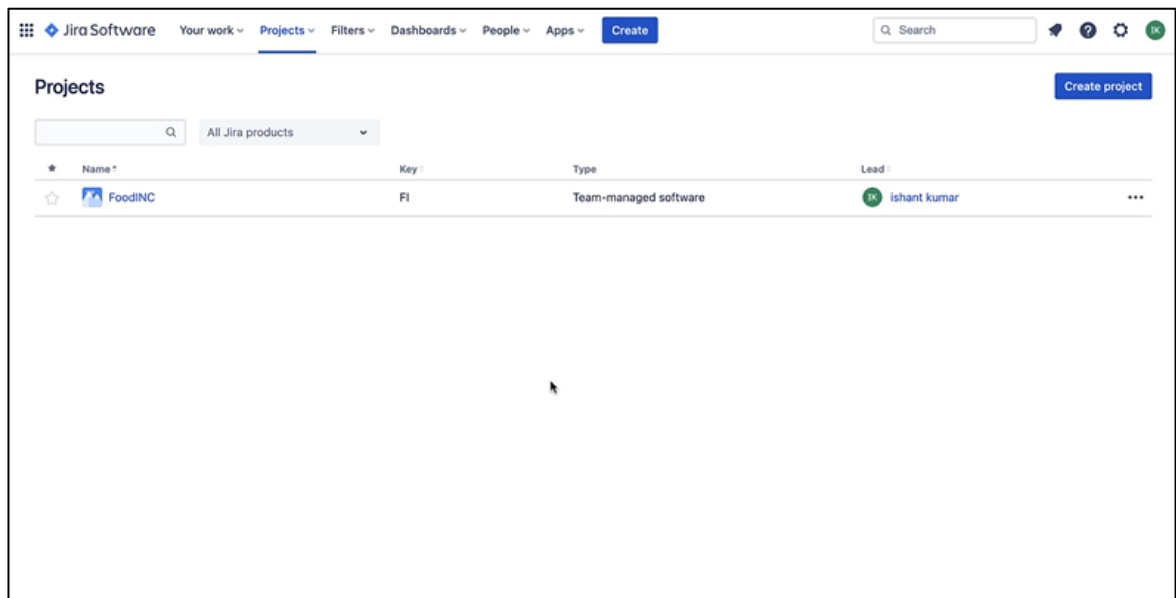 Jira Software Your work Projects Filters Dashboards People Apps Create Search IK
Projects Create project
All Jira products
Name Key Type Lead
FoodINC FI Team-managed software IK ishant kumar